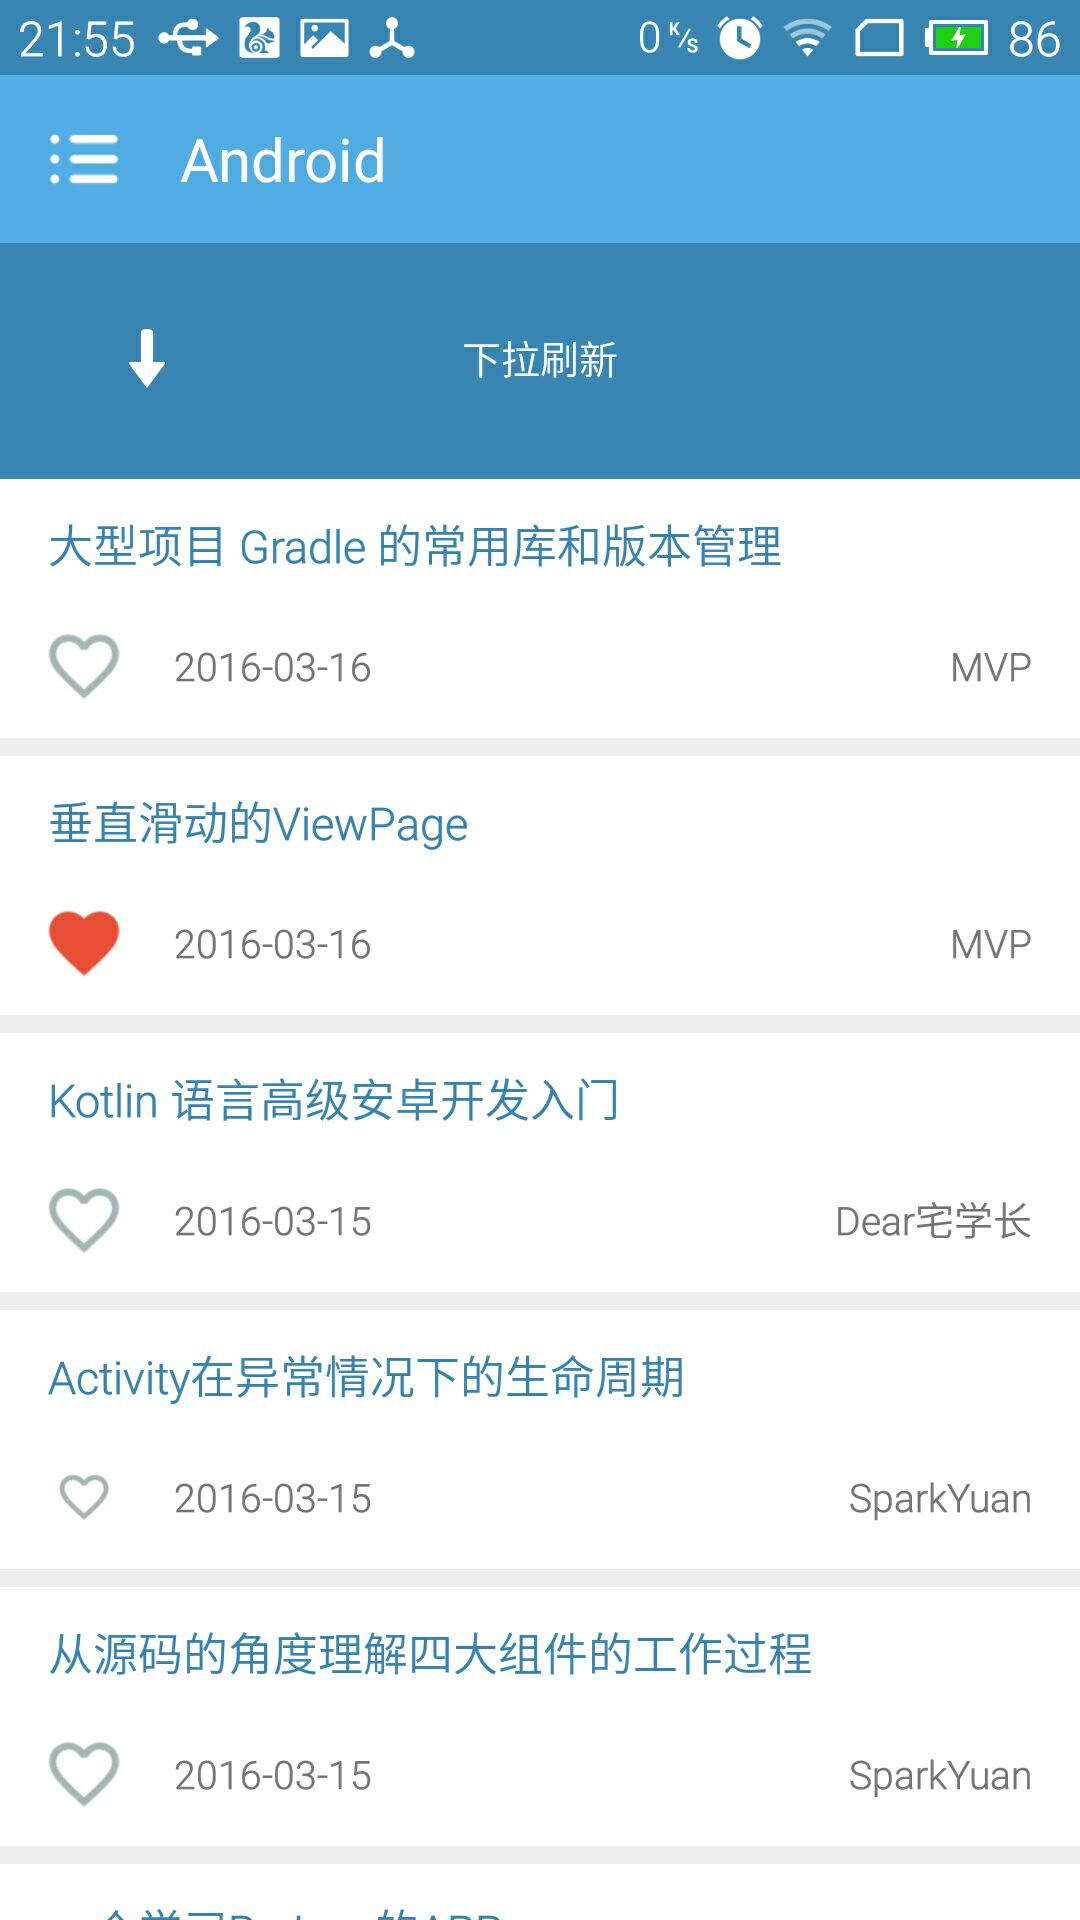 21:55 0 K/s 86
Android
下拉刷新
大型项目 Gradle 的常用库和版本管理
2016-03-16 MVP
垂直滑动的ViewPage
2016-03-16 MVP
Kotlin 语言高级安卓开发入门
2016-03-15 Dear宅学长
Activity在异常情况下的生命周期
2016-03-15 SparkYuan
从源码的角度理解四大组件的工作过程
2016-03-15 SparkYuan